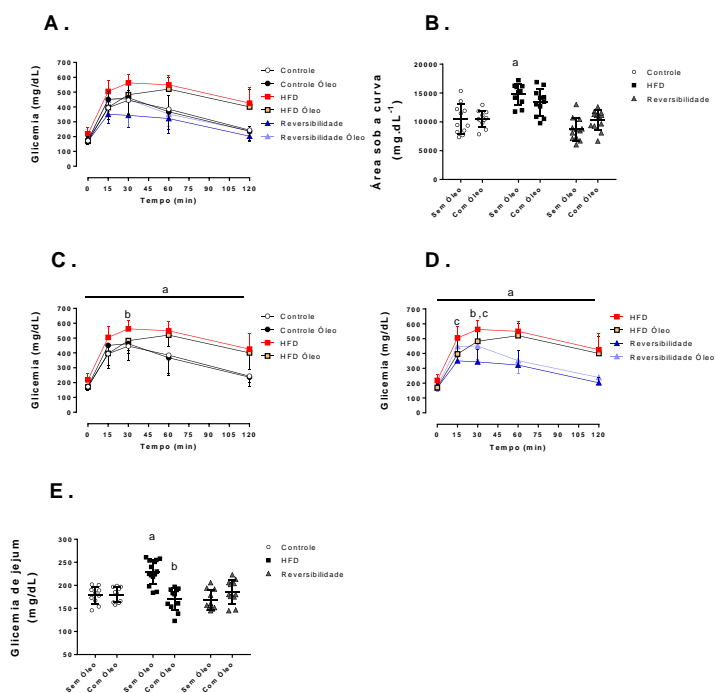 A.
Glicemia (mg/dL)
700
600
500
400
300
200
100
0
0 15 30 45 60 75 90 105 120
Tempo (min)
Controle
Controle Óleo
HFD
HFD Óleo
Reversibilidade
Reversibilidade Óleo
B.
Área sob a curva
(mg.dL⁻¹)
20000
15000
10000
5000
0
a
Sem Óleo
Com Óleo
Sem Óleo
Com Óleo
Sem Óleo
Com Óleo
Controle
HFD
Reversibilidade
C.
a
b
Glicemia (mg/dL)
700
600
500
400
300
200
100
0
0 15 30 45 60 75 90 105 120
Tempo (min)
Controle
Controle Óleo
HFD
HFD Óleo
D.
a
b,c
c
Glicemia (mg/dL)
700
600
500
400
300
200
100
0
0 15 30 45 60 75 90 105 120
Tempo (min)
HFD
HFD Óleo
Reversibilidade
Reversibilidade Óleo
E.
Glicemia de jejum
(mg/dL)
300
250
200
150
100
50
a
b
Sem Óleo
Com Óleo
Sem Óleo
Com Óleo
Sem Óleo
Com Óleo
Controle
HFD
Reversibilidade